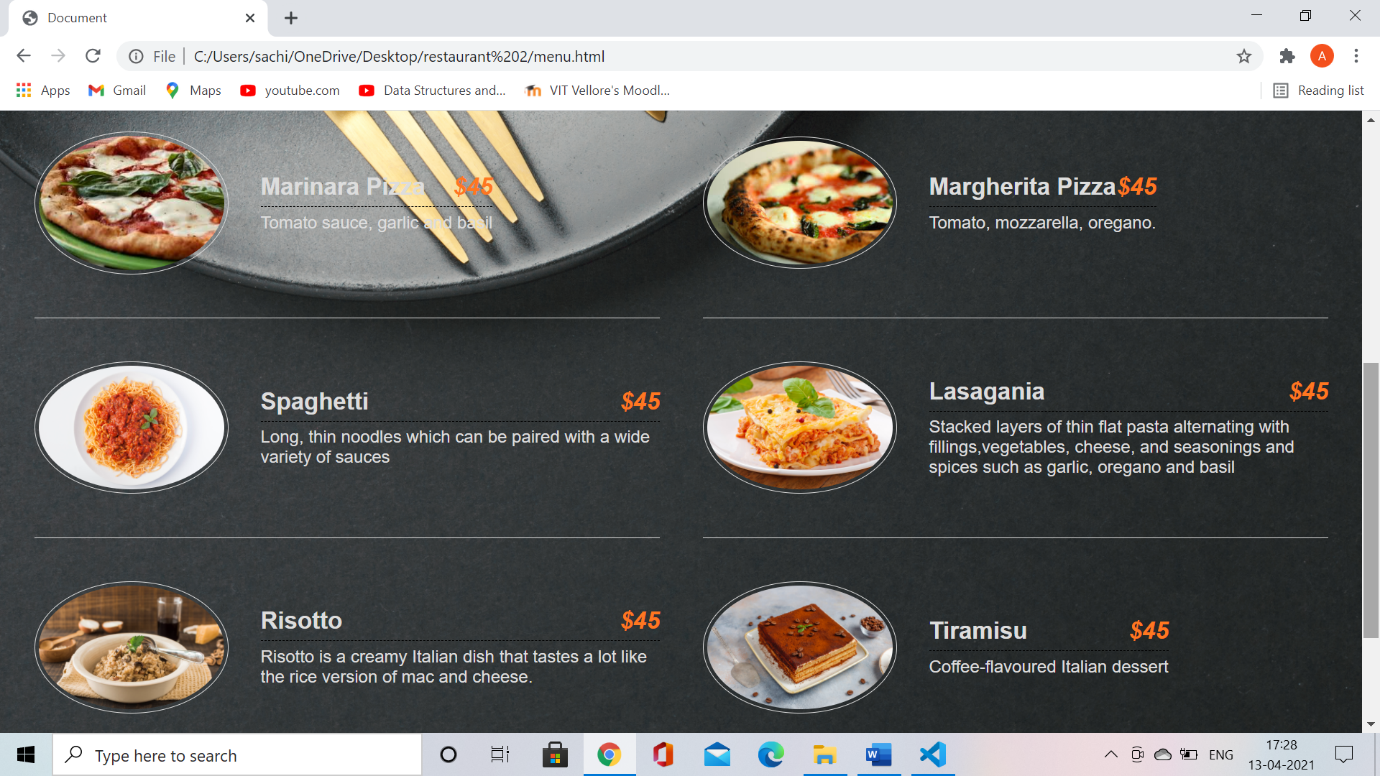 Document
File
C:/Users/sachi/OneDrive/Desktop/restaurant%202/menu.html
A
Apps
Gmail
Maps
youtube.com
Data Structures and...
VIT Vellore's Moodl...
Reading list
Marinara Pizza $45
Tomato sauce, garlic and basil
Margherita Pizza$45
Tomato, mozzarella, oregano.
Spaghetti $45
Long, thin noodles which can be paired with a wide
variety of sauces
Lasagania $45
Stacked layers of thin flat pasta alternating with
fillings,vegetables, cheese, and seasonings and
spices such as garlic, oregano and basil
Risotto $45
Risotto is a creamy Italian dish that tastes a lot like
the rice version of mac and cheese.
Tiramisu $45
Coffee-flavoured Italian dessert
Type here to search
ENG
17:28
13-04-2021